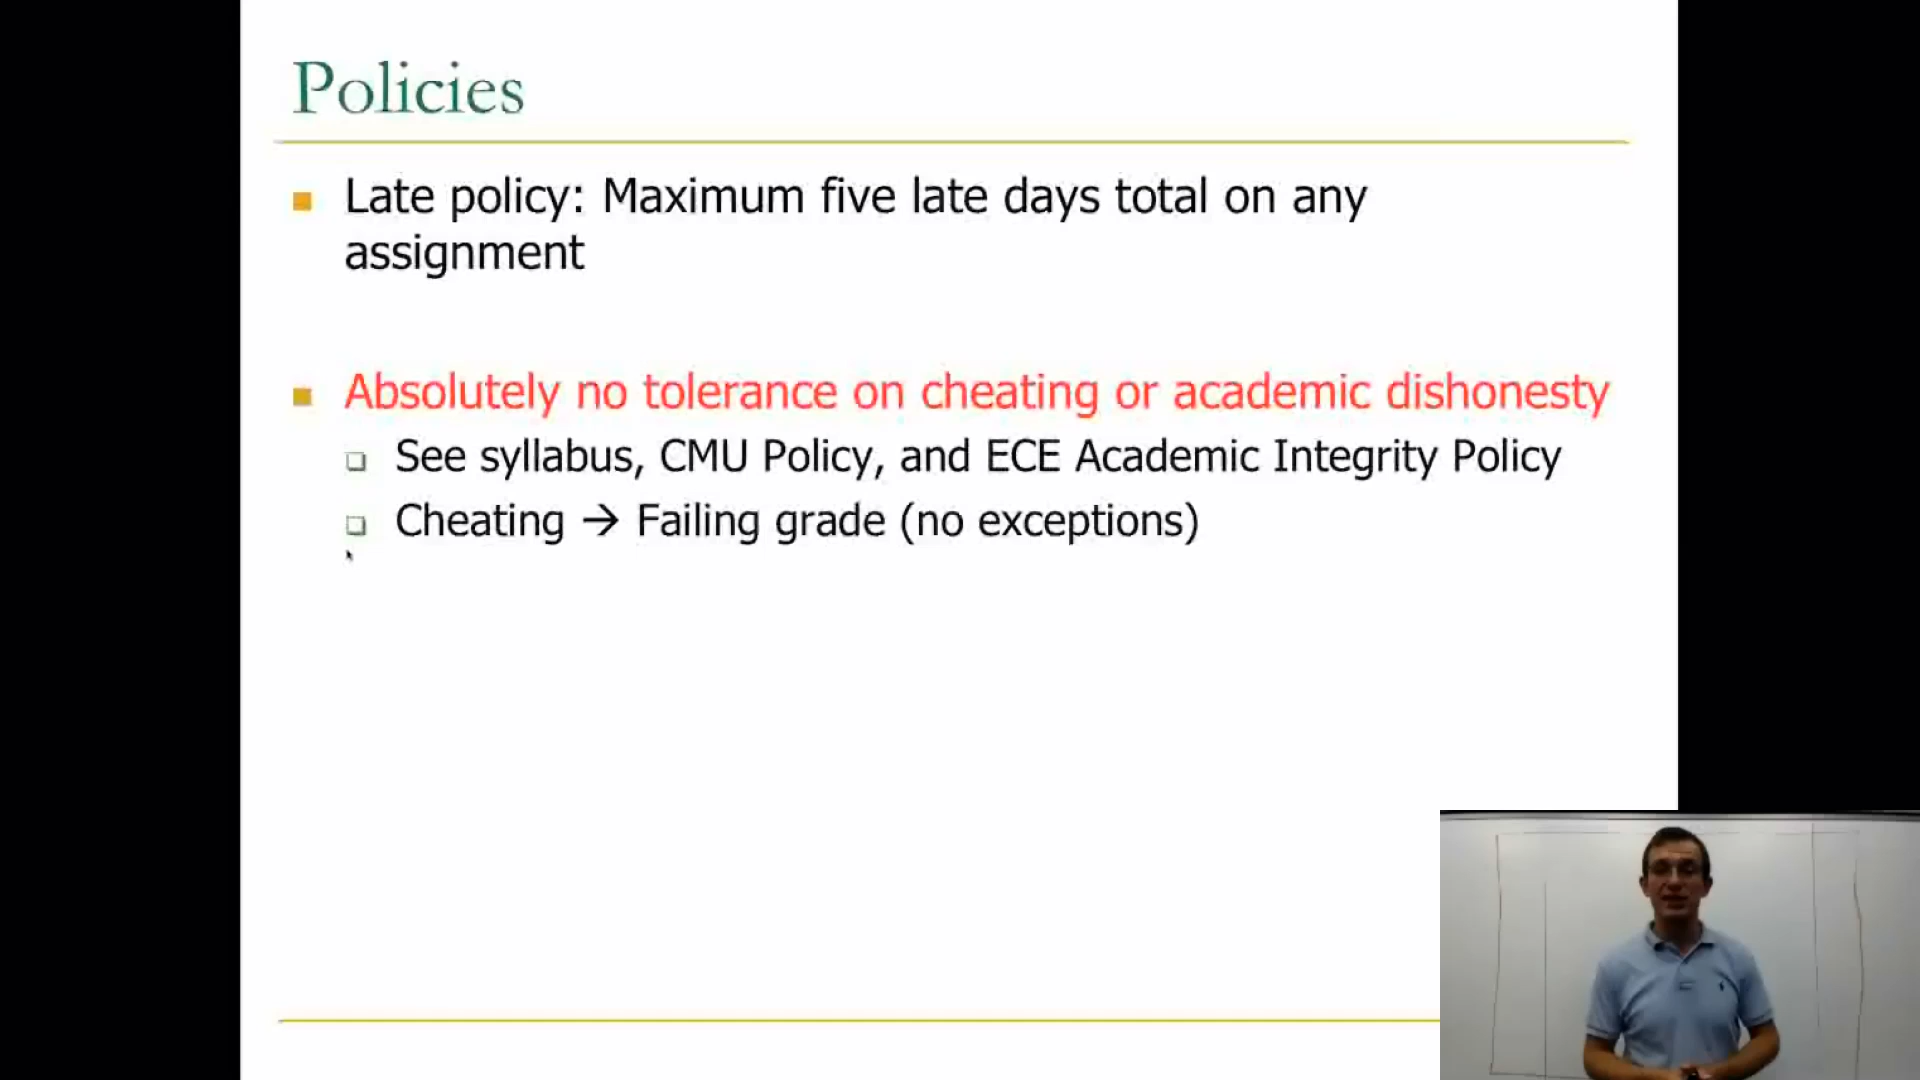 Policies
Late policy: Maximum five late days total on any
assignment
Absolutely no tolerance on cheating or academic dishonesty
See syllabus, CMU Policy, and ECE Academic Integrity Policy
Cheating → Failing grade (no exceptions)